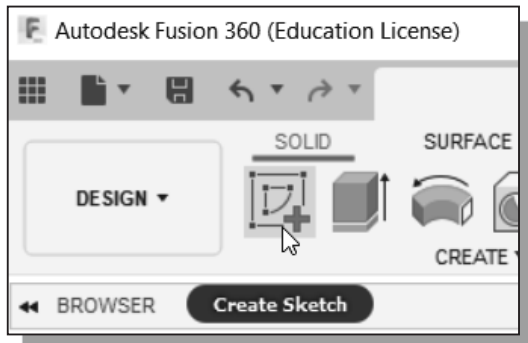 Autodesk Fusion 360 (Education License)
SOLID
SURFACE
DESIGN
CREATE
BROWSER
Create Sketch